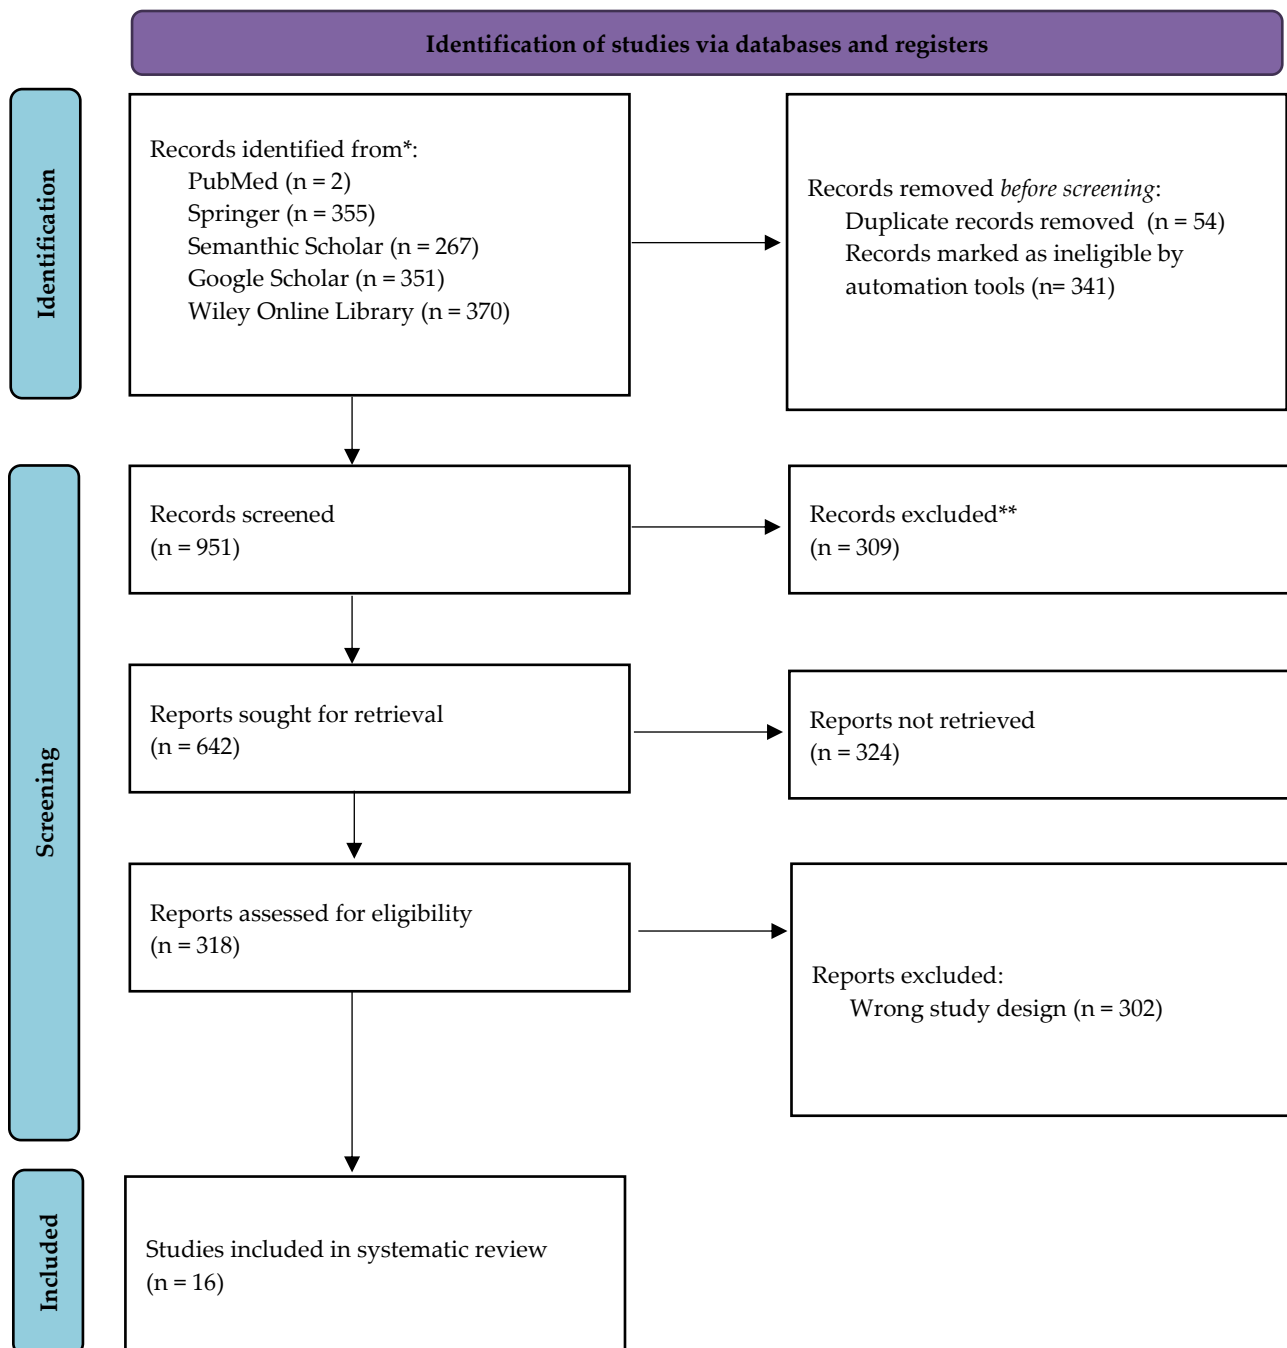 Identification of studies via databases and registers
Identification
Records identified from*:
PubMed (n = 2)
Springer (n = 355)
Semanthic Scholar (n = 267)
Google Scholar (n = 351)
Wiley Online Library (n = 370)
Records removed before screening:
Duplicate records removed (n = 54)
Records marked as ineligible by
automation tools (n= 341)
Screening
Records screened
(n = 951)
Records excluded**
(n = 309)
Reports sought for retrieval
(n = 642)
Reports not retrieved
(n = 324)
Reports assessed for eligibility
(n = 318)
Reports excluded:
Wrong study design (n = 302)
Included
Studies included in systematic review
(n = 16)